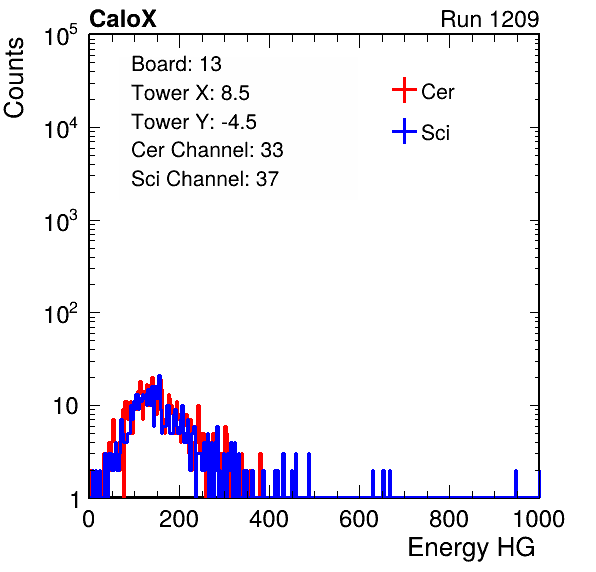 CaloX
Run 1209
Counts
Board: 13
Tower X: 8.5
Tower Y: -4.5
Cer Channel: 33
Sci Channel: 37
Cer
Sci
10^5
10^4
10^3
10^2
10
1
0 200 400 600 800 1000
Energy HG